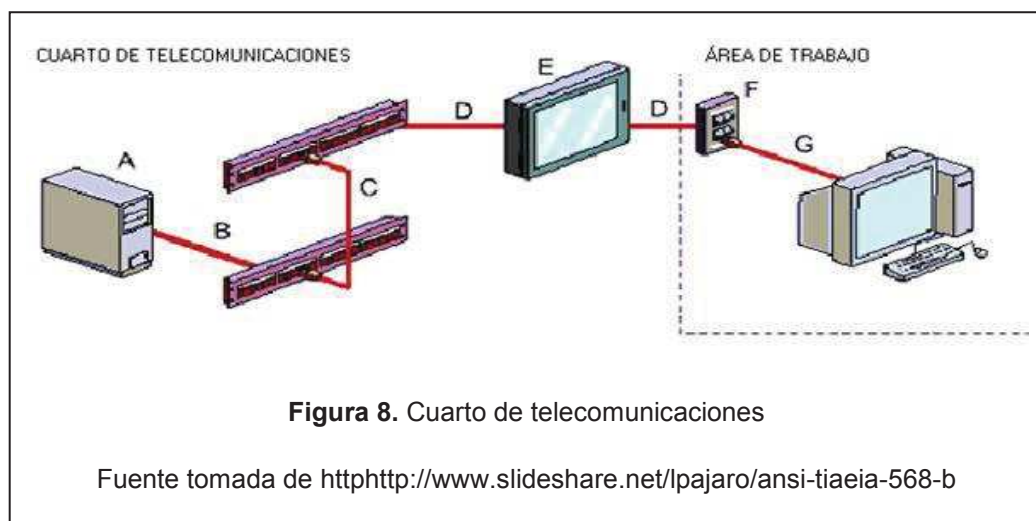 CUARTO DE TELECOMUNICACIONES
ÁREA DE TRABAJO
E
F
A
D
D
G
C
B
Figura 8. Cuarto de telecomunicaciones
Fuente tomada de httphttp://www.slideshare.net/lpajaro/ansi-tiaeia-568-b